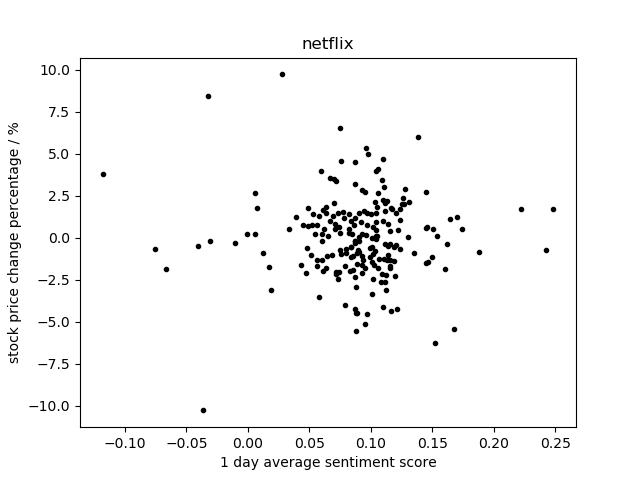 netflix
stock price change percentage / %
10.0
7.5
5.0
2.5
0.0
−2.5
−5.0
−7.5
−10.0
−0.10 −0.05 0.00 0.05 0.10 0.15 0.20 0.25
1 day average sentiment score